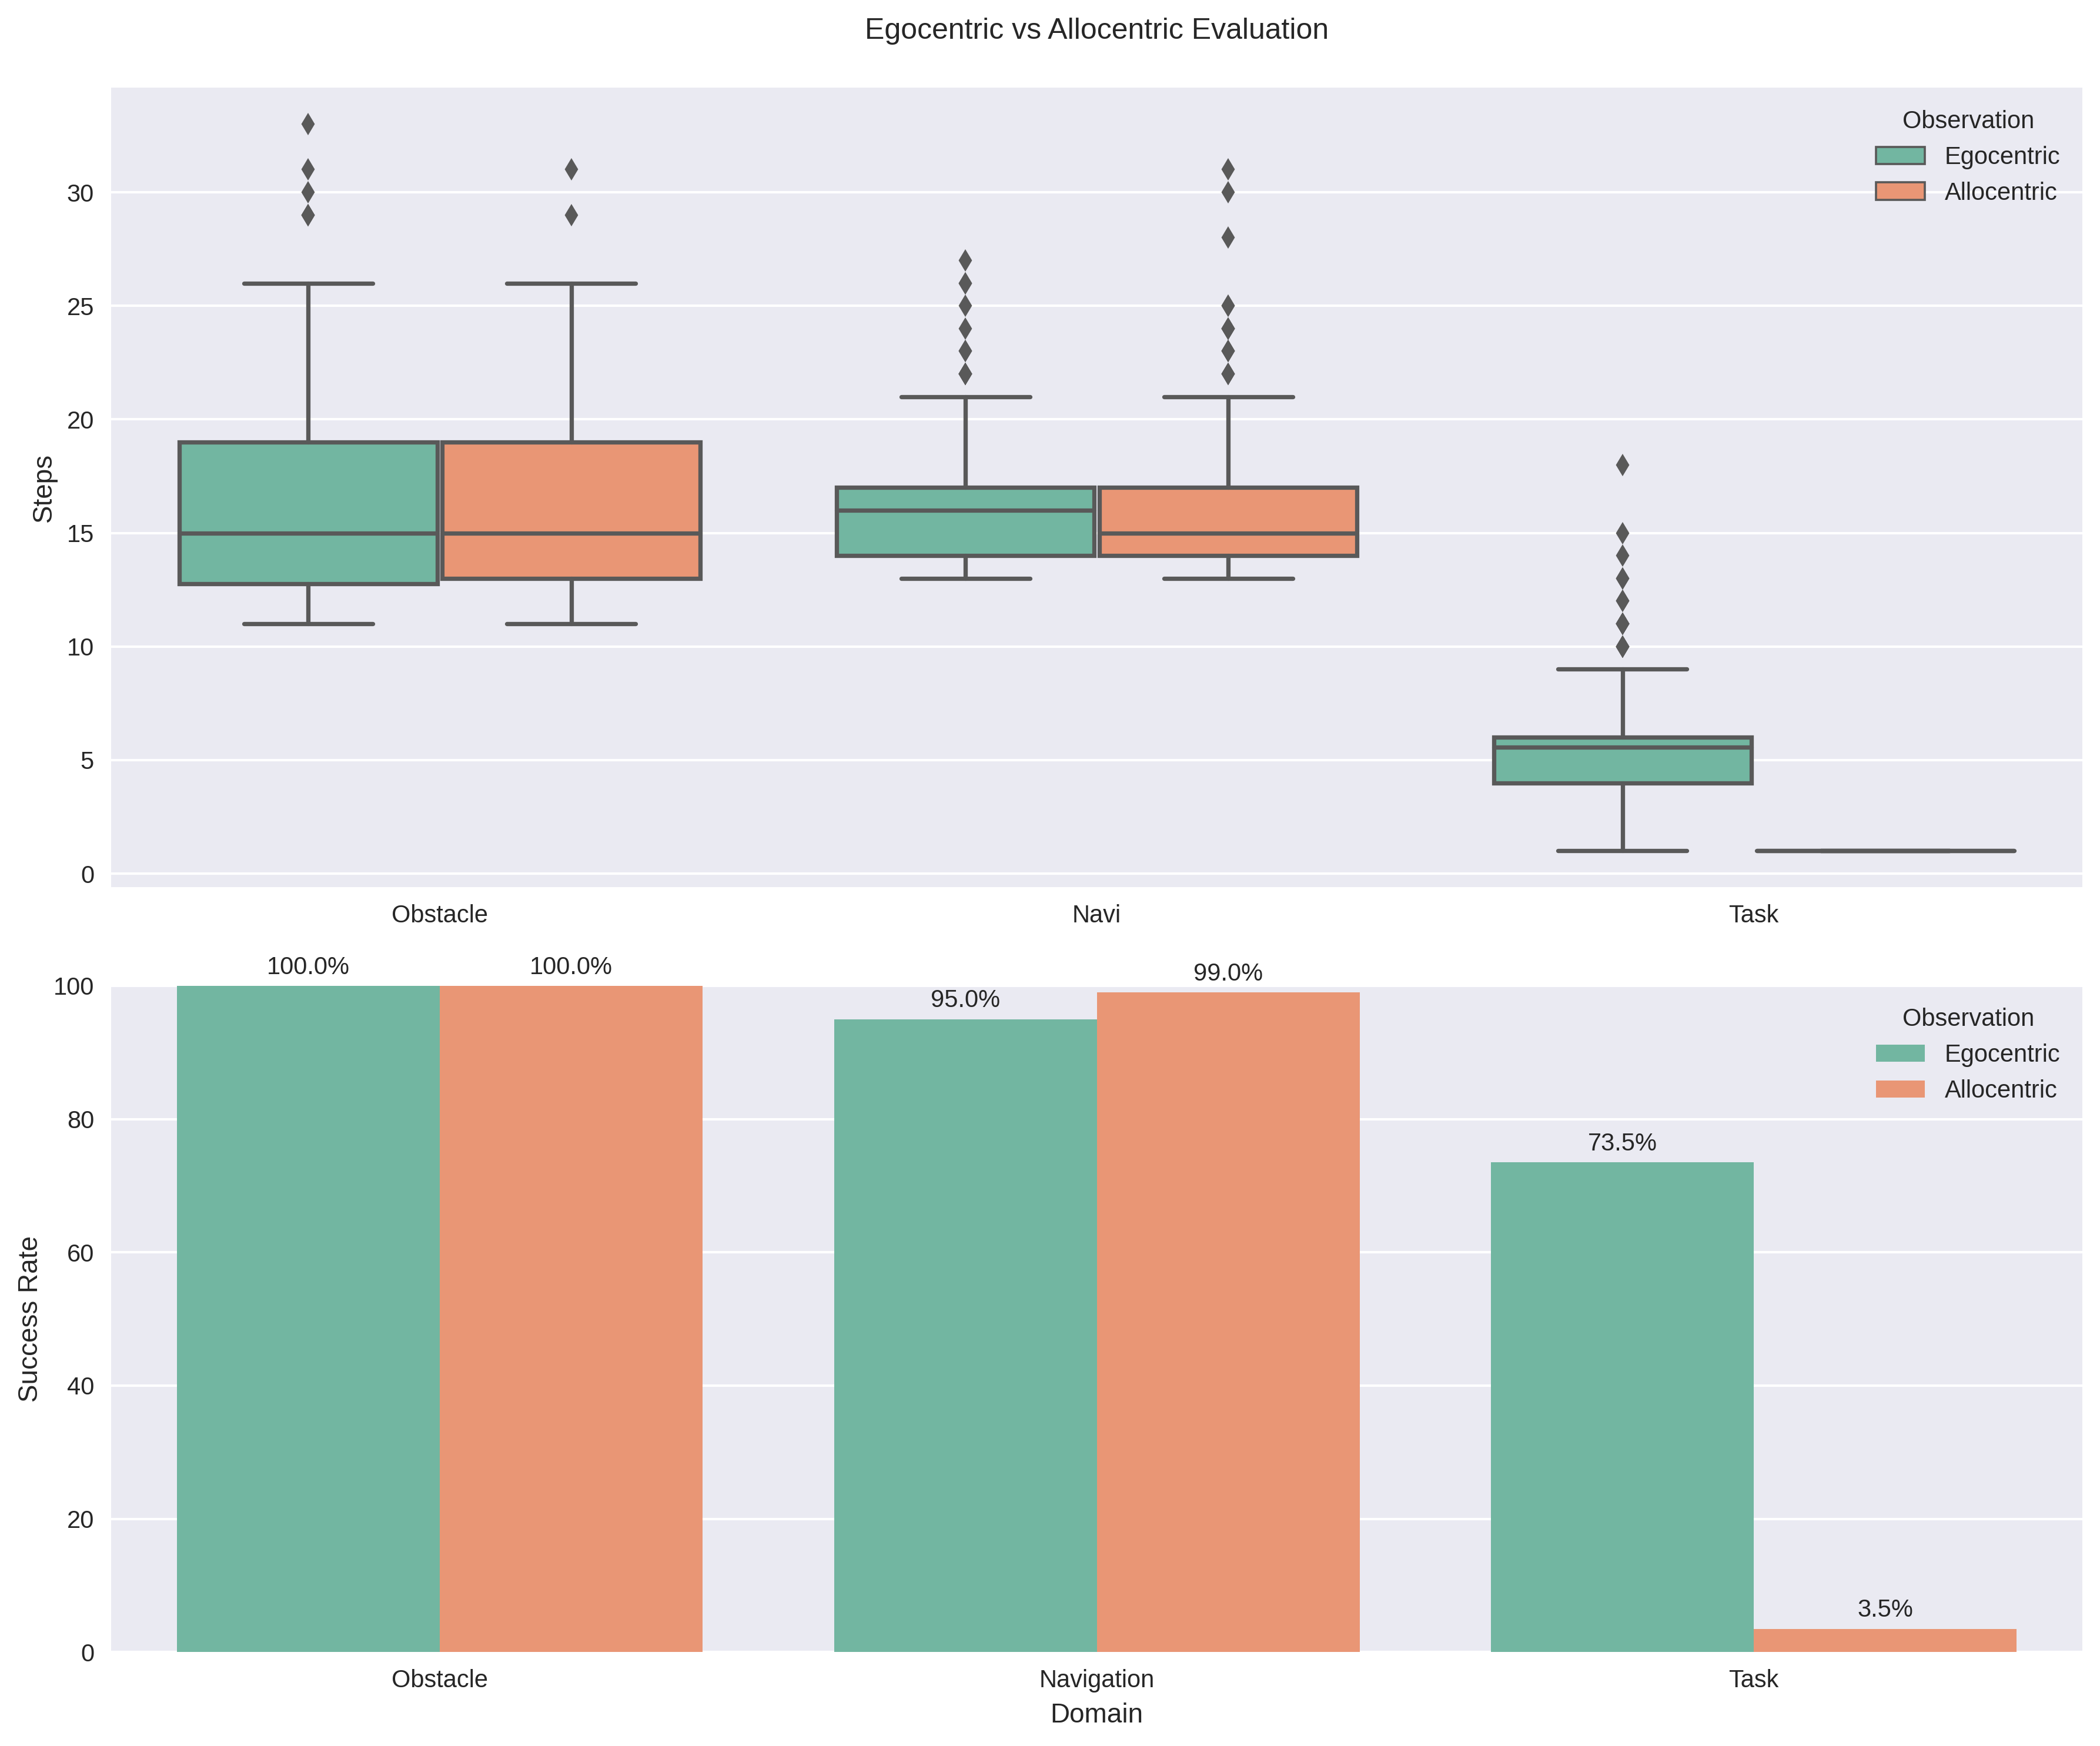 Egocentric vs Allocentric Evaluation
Observation
Egocentric
Allocentric
Steps
30
25
20
15
10
5
0
Obstacle
Navi
Task
100.0%
100.0%
95.0%
99.0%
73.5%
3.5%
Observation
Egocentric
Allocentric
Success Rate
100
80
60
40
20
0
Obstacle
Navigation
Task
Domain